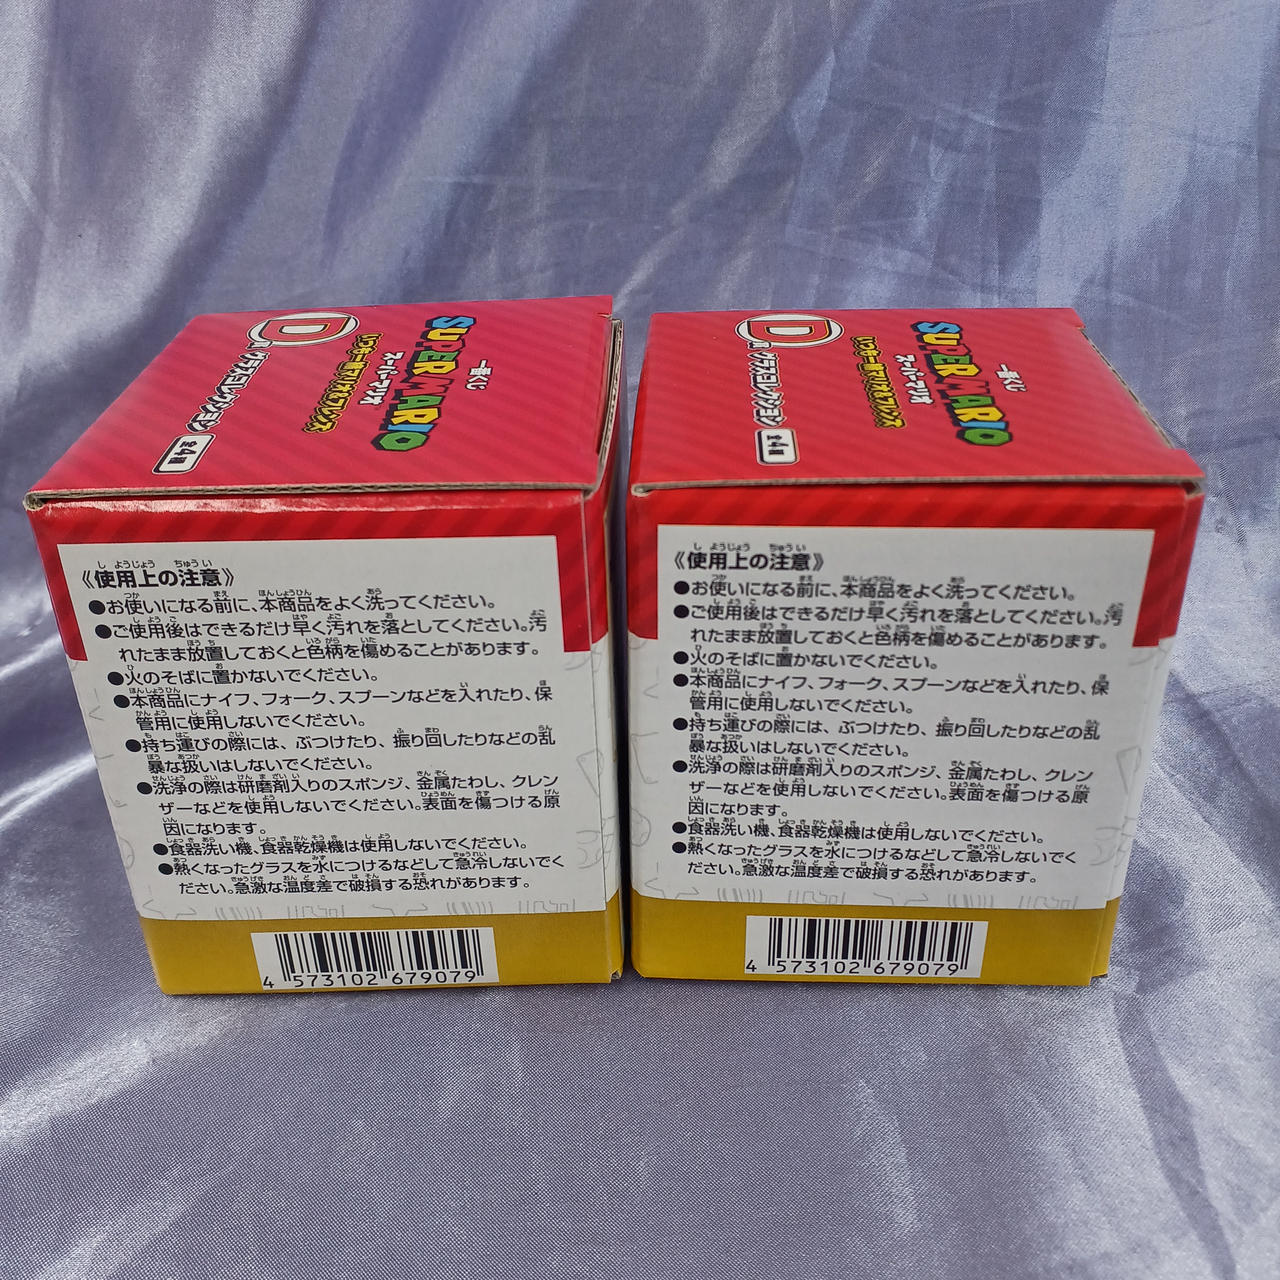 一番くじ
SUPER MARIO
スーパーマリオ
いつも一緒 マリオ&フレンズ
D賞 グラスコレクション
全4種
《使用上の注意》
●お使いになる前に、本商品をよく洗ってください。
●ご使用後はできるだけ早く汚れを落としてください。汚
れたまま放置しておくと色柄を傷めることがあります。
●火のそばに置かないでください。
●本商品にナイフ、フォーク、スプーンなどを入れたり、保
管用に使用しないでください。
●持ち運びの際には、ぶつけたり、振り回したりなどの乱
暴な扱いはしないでください。
●洗浄の際は研磨剤入りのスポンジ、金属たわし、クレン
ザーなどを使用しないでください。表面を傷つける原
因になります。
●食器洗い機、食器乾燥機は使用しないでください。
●熱くなったグラスを水につけるなどして急冷しないでく
ださい。急激な温度差で破損する恐れがあります。
4 573102 679079
一番くじ
SUPER MARIO
スーパーマリオ
いつも一緒 マリオ&フレンズ
D賞 グラスコレクション
全4種
《使用上の注意》
●お使いになる前に、本商品をよく洗ってください。
●ご使用後はできるだけ早く汚れを落としてください。汚
れたまま放置しておくと色柄を傷めることがあります。
●火のそばに置かないでください。
●本商品にナイフ、フォーク、スプーンなどを入れたり、保
管用に使用しないでください。
●持ち運びの際には、ぶつけたり、振り回したりなどの乱
暴な扱いはしないでください。
●洗浄の際は研磨剤入りのスポンジ、金属たわし、クレン
ザーなどを使用しないでください。表面を傷つける原
因になります。
●食器洗い機、食器乾燥機は使用しないでください。
●熱くなったグラスを水につけるなどして急冷しないでく
ださい。急激な温度差で破損する恐れがあります。
4 573102 679079